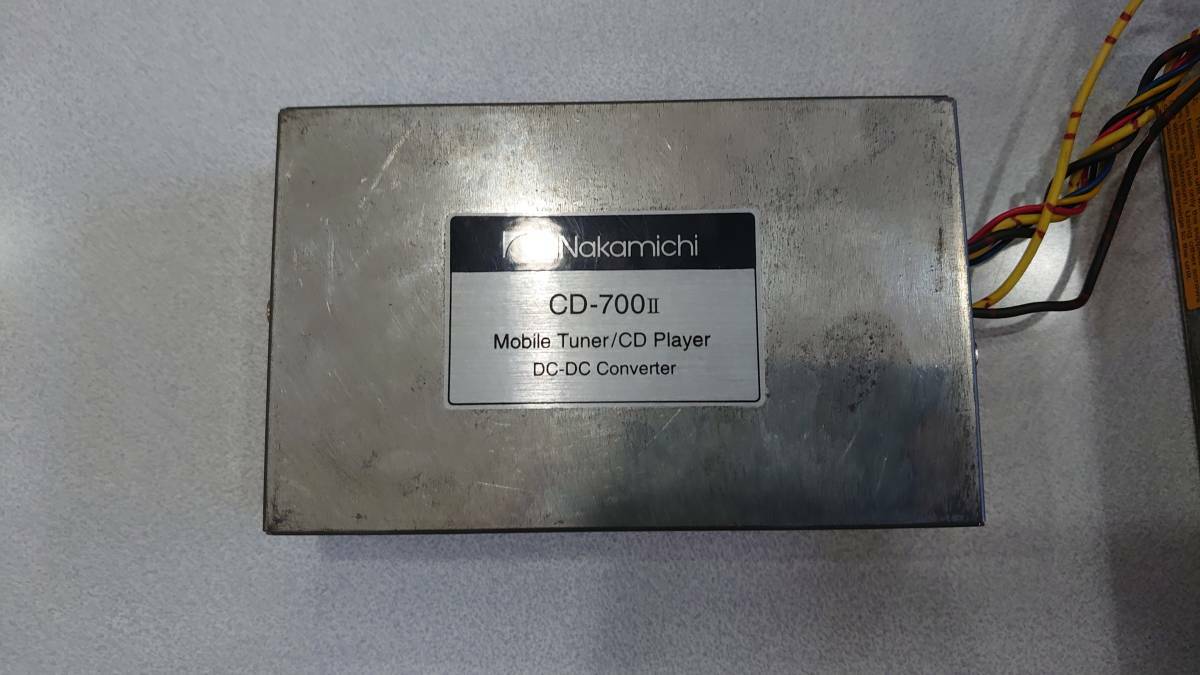 Nakamichi
CD-700II
Mobile Tuner/CD Player
DC-DC Converter